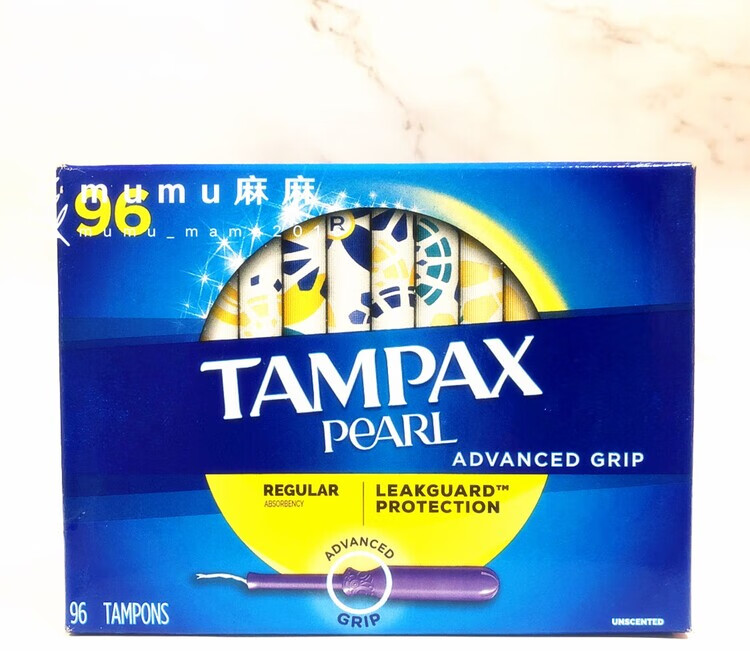 mumu麻麻
96
mumu_mama201
R
TAMPAX
PEARL
ADVANCED GRIP
REGULAR
ABSORBENCY
LEAKGUARD™
PROTECTION
ADVANCED
GRIP
96 TAMPONS
UNSCENTED